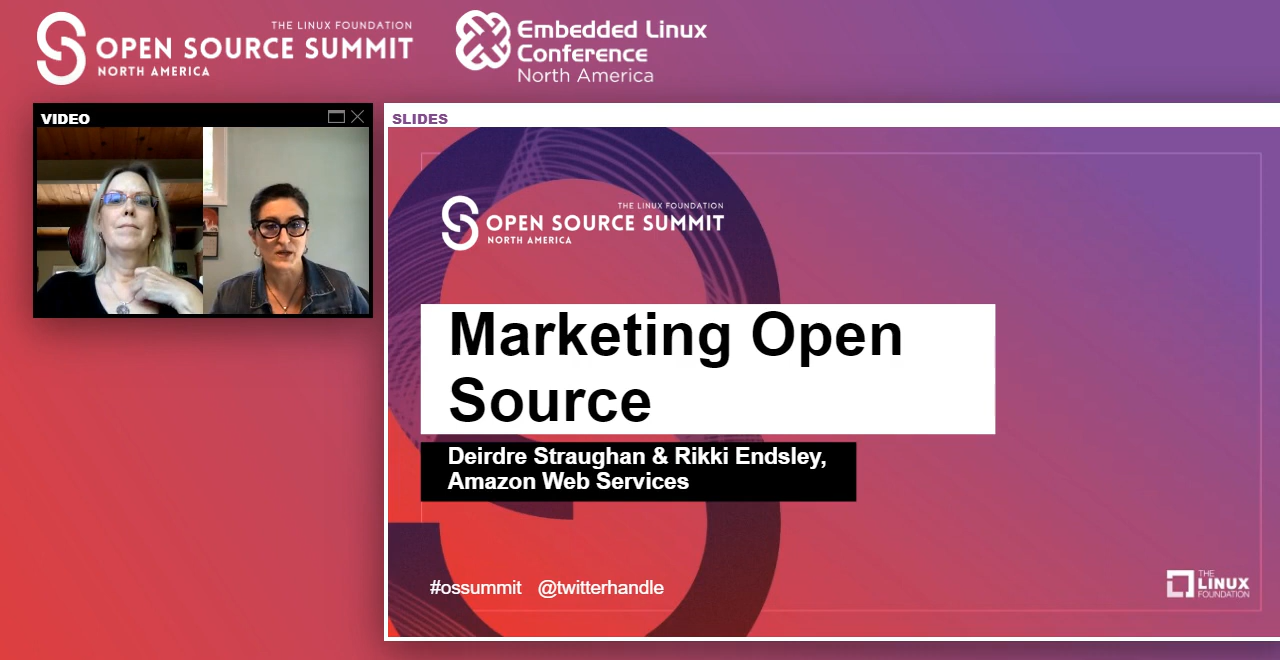 THE LINUX FOUNDATION
OPEN SOURCE SUMMIT
NORTH AMERICA
Embedded Linux
Conference
North America
VIDEO
SLIDES
THE LINUX FOUNDATION
OPEN SOURCE SUMMIT
NORTH AMERICA
Marketing Open
Source
Deirdre Straughan & Rikki Endsley,
Amazon Web Services
#ossummit @twitterhandle
THE
LINUX
FOUNDATION